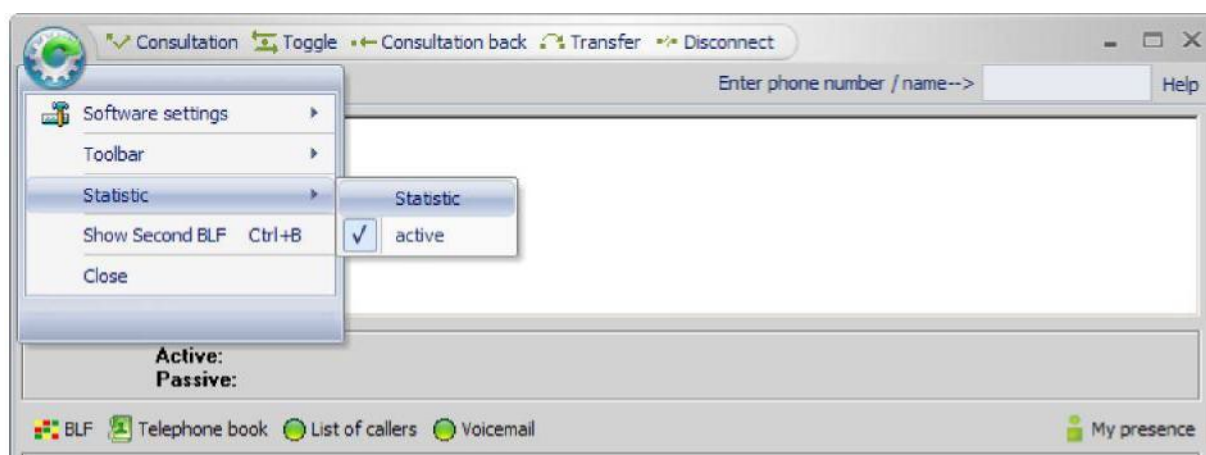 Consultation Toggle Consultation back Transfer Disconnect
Enter phone number / name--> Help
Software settings
Toolbar
Statistic
Statistic
Show Second BLF Ctrl+B
active
Close
Active:
Passive:
BLF Telephone book List of callers Voicemail My presence